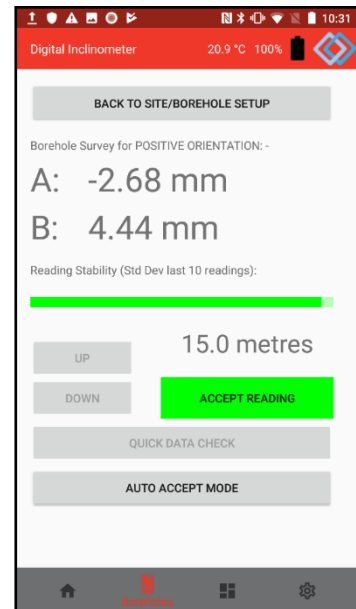 10:31
Digital Inclinometer 20.9 °C 100%
BACK TO SITE/BOREHOLE SETUP
Borehole Survey for POSITIVE ORIENTATION: -
A: -2.68 mm
B: 4.44 mm
Reading Stability (Std Dev last 10 readings):
UP
15.0 metres
DOWN
ACCEPT READING
QUICK DATA CHECK
AUTO ACCEPT MODE